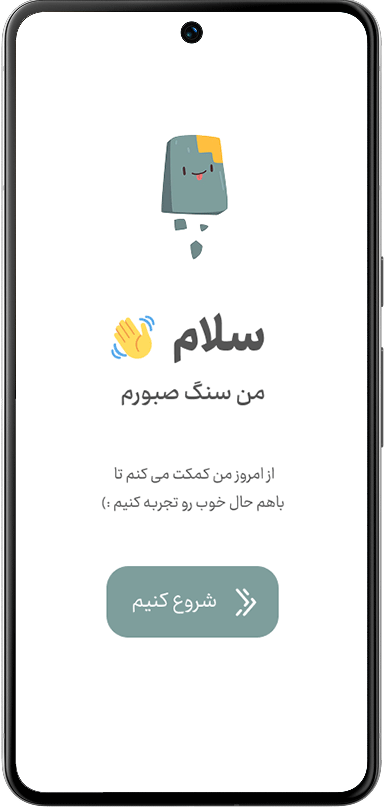 سلام 👋
من سنگ صبورم
از امروز من کمکت می کنم تا
باهم حال خوب رو تجربه کنیم :)
شروع کنیم